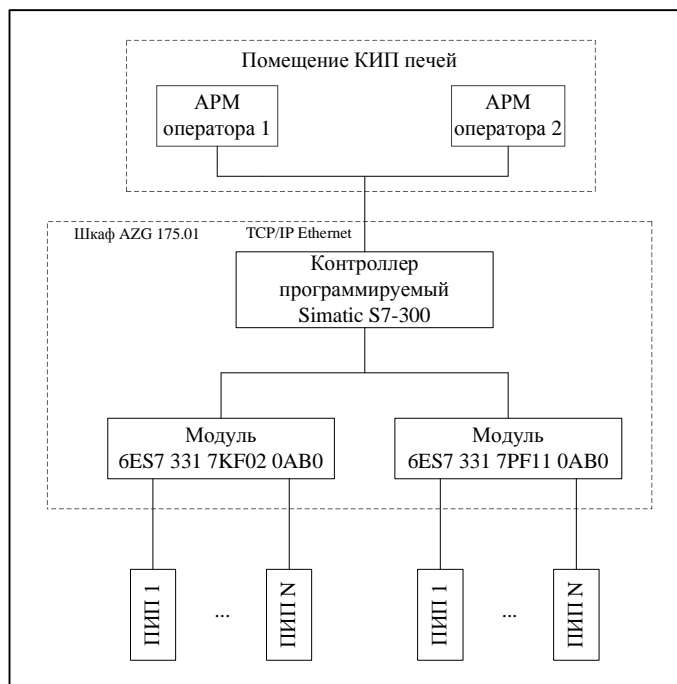 Помещение КИП печей
АРМ
оператора 1
АРМ
оператора 2
Шкаф AZG 175.01
TCP/IP Ethernet
Контроллер
программируемый
Simatic S7-300
Модуль
6ES7 331 7KF02 0AB0
Модуль
6ES7 331 7PF11 0AB0
ПИП 1
...
ПИП N
ПИП 1
...
ПИП N